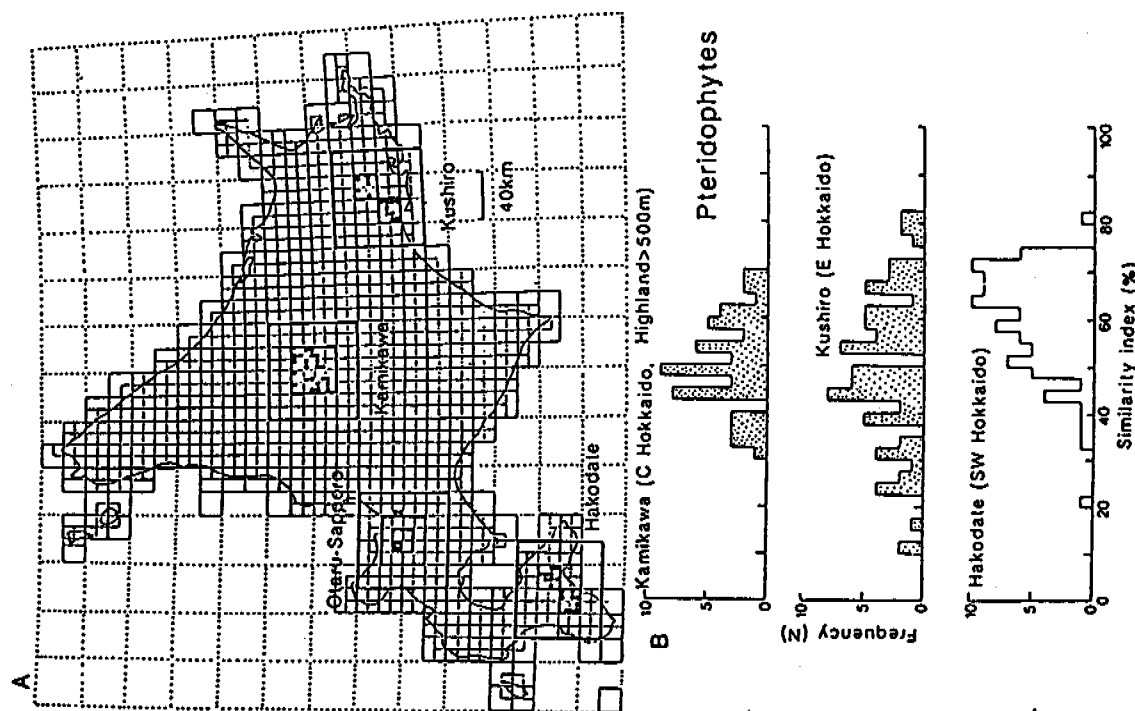 A
Otaru-Sapporo
Kamikawa
Kushiro
40km
Hakodate
B
Pteridophytes
Kamikawa (C Hokkaido, Highland>500m)
10
5
0
Kushiro (E Hokkaido)
10
5
0
Frequency (N)
Hakodate (SW Hokkaido)
10
5
0
0 20 40 60 80 100
Similarity index (%)